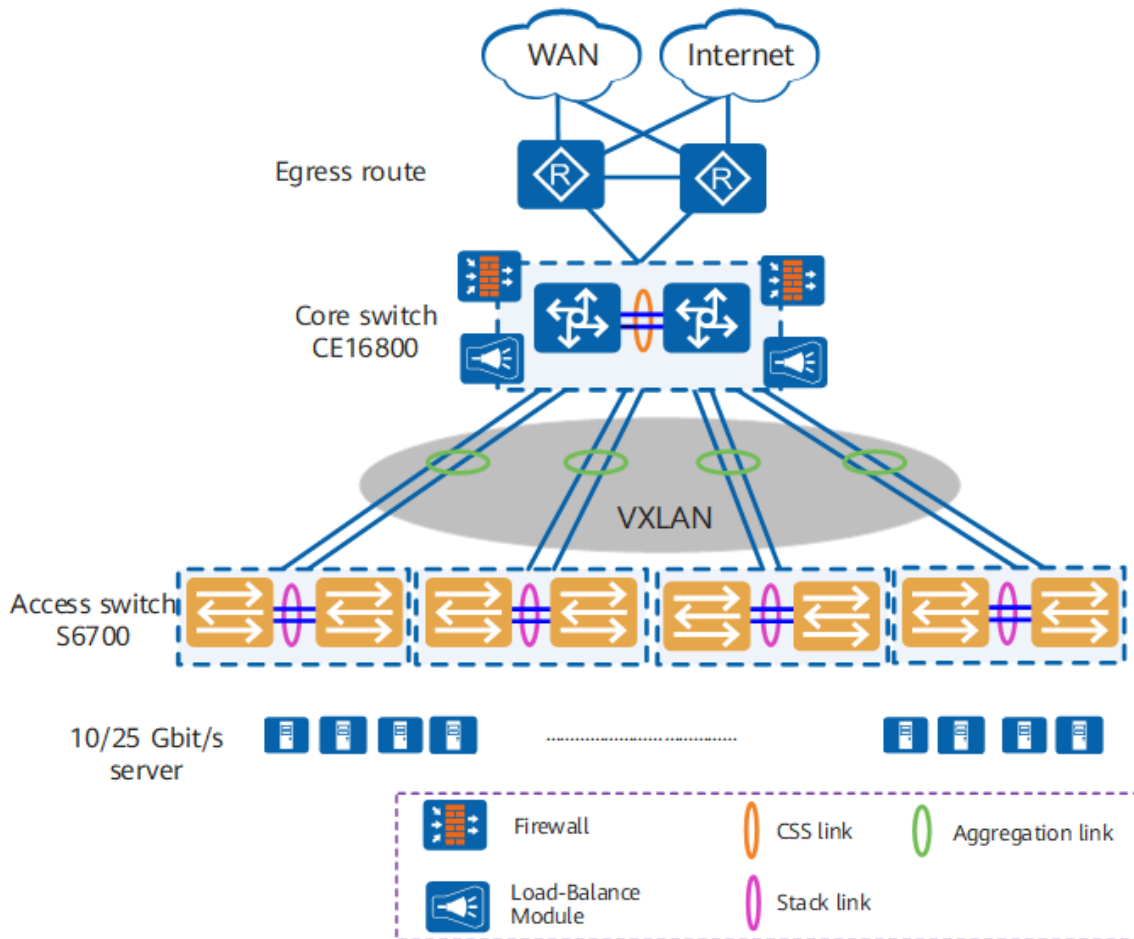 WAN
Internet
Egress route
R
R
Core switch
CE16800
VXLAN
Access switch
S6700
10/25 Gbit/s
server
Firewall
CSS link
Aggregation link
Load-Balance
Module
Stack link